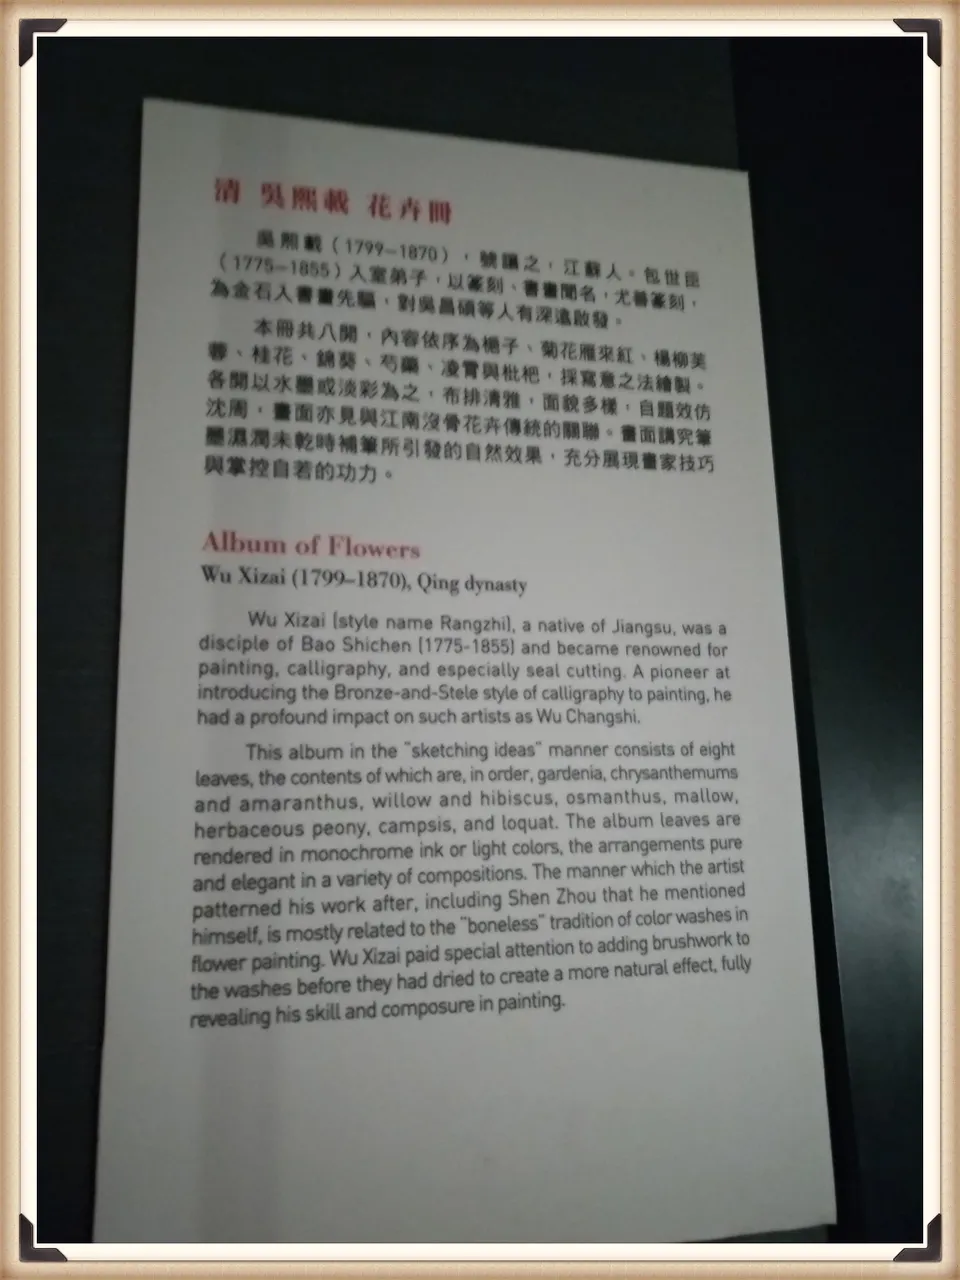 清 吳熙載 花卉冊
吳熙載（1799–1870），號讓之，江蘇人。包世臣
（1775–1855）入室弟子，以篆刻、書畫聞名，尤善篆刻，
為金石入書畫先驅，對吳昌碩等人有深遠啟發。
本冊共八開，內容依序為梔子、菊花雁來紅、楊柳芙
蓉、桂花、錦葵、芍藥、凌霄與枇杷，採寫意之法繪製。
各開以水墨或淡彩為之，布排清雅，面貌多樣，自題效仿
沈周，畫面亦見與江南沒骨花卉傳統的關聯。畫面講究筆
墨濕潤未乾時補筆所引發的自然效果，充分展現畫家技巧
與掌控自若的功力。
Album of Flowers
Wu Xizai (1799–1870), Qing dynasty
Wu Xizai (style name Rangzhi), a native of Jiangsu, was a
disciple of Bao Shichen (1775-1855) and became renowned for
painting, calligraphy, and especially seal cutting. A pioneer at
introducing the Bronze-and-Stele style of calligraphy to painting, he
had a profound impact on such artists as Wu Changshi.
This album in the "sketching ideas" manner consists of eight
leaves, the contents of which are, in order, gardenia, chrysanthemums
and amaranthus, willow and hibiscus, osmanthus, mallow,
herbaceous peony, campsis, and loquat. The album leaves are
rendered in monochrome ink or light colors, the arrangements pure
and elegant in a variety of compositions. The manner which the artist
patterned his work after, including Shen Zhou that he mentioned
himself, is mostly related to the "boneless" tradition of color washes in
flower painting. Wu Xizai paid special attention to adding brushwork to
the washes before they had dried to create a more natural effect, fully
revealing his skill and composure in painting.